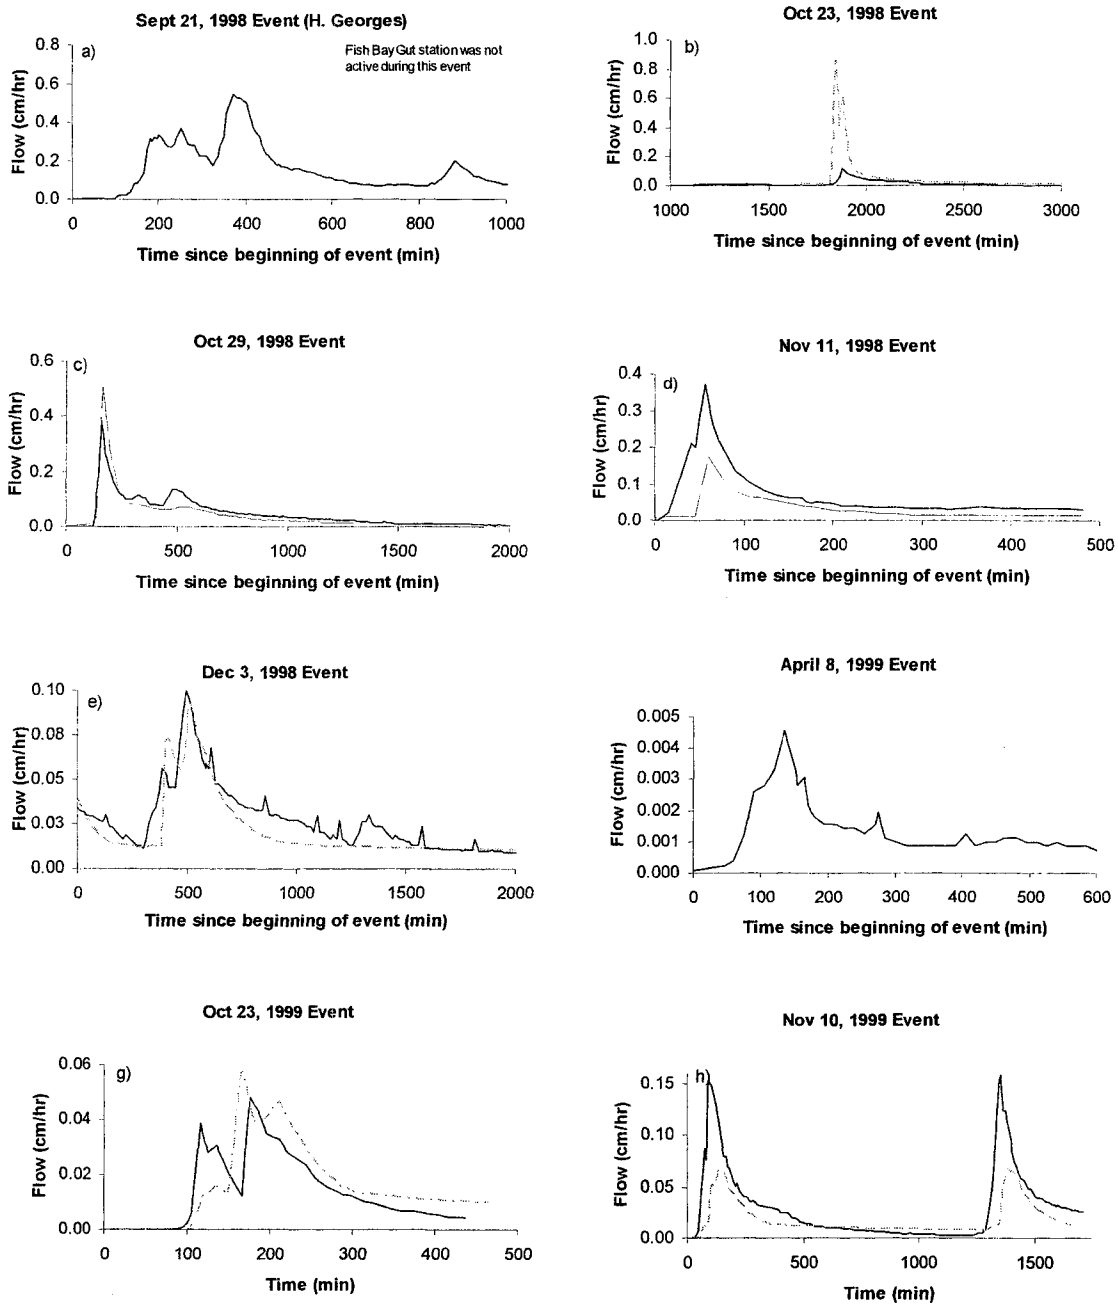 Sept 21, 1998 Event (H. Georges)
a)
Fish Bay Gut station was not
active during this event
Flow (cm/hr)
0.8
0.6
0.4
0.2
0.0
0 200 400 600 800 1000
Time since beginning of event (min)
Oct 23, 1998 Event
b)
Flow (cm/hr)
1.0
0.8
0.6
0.4
0.2
0.0
1000 1500 2000 2500 3000
Time since beginning of event (min)
Oct 29, 1998 Event
c)
Flow (cm/hr)
0.6
0.4
0.2
0.0
0 500 1000 1500 2000
Time since beginning of event (min)
Nov 11, 1998 Event
d)
Flow (cm/hr)
0.4
0.3
0.2
0.1
0.0
0 100 200 300 400 500
Time since beginning of event (min)
Dec 3, 1998 Event
e)
Flow (cm/hr)
0.10
0.08
0.05
0.03
0.00
0 500 1000 1500 2000
Time since beginning of event (min)
April 8, 1999 Event
Flow (cm/hr)
0.005
0.004
0.003
0.002
0.001
0.000
0 100 200 300 400 500 600
Time since beginning of event (min)
Oct 23, 1999 Event
g)
Flow (cm/hr)
0.06
0.04
0.02
0.00
0 100 200 300 400 500
Time (min)
Nov 10, 1999 Event
h)
Flow (cm/hr)
0.15
0.10
0.05
0.00
0 500 1000 1500
Time (min)